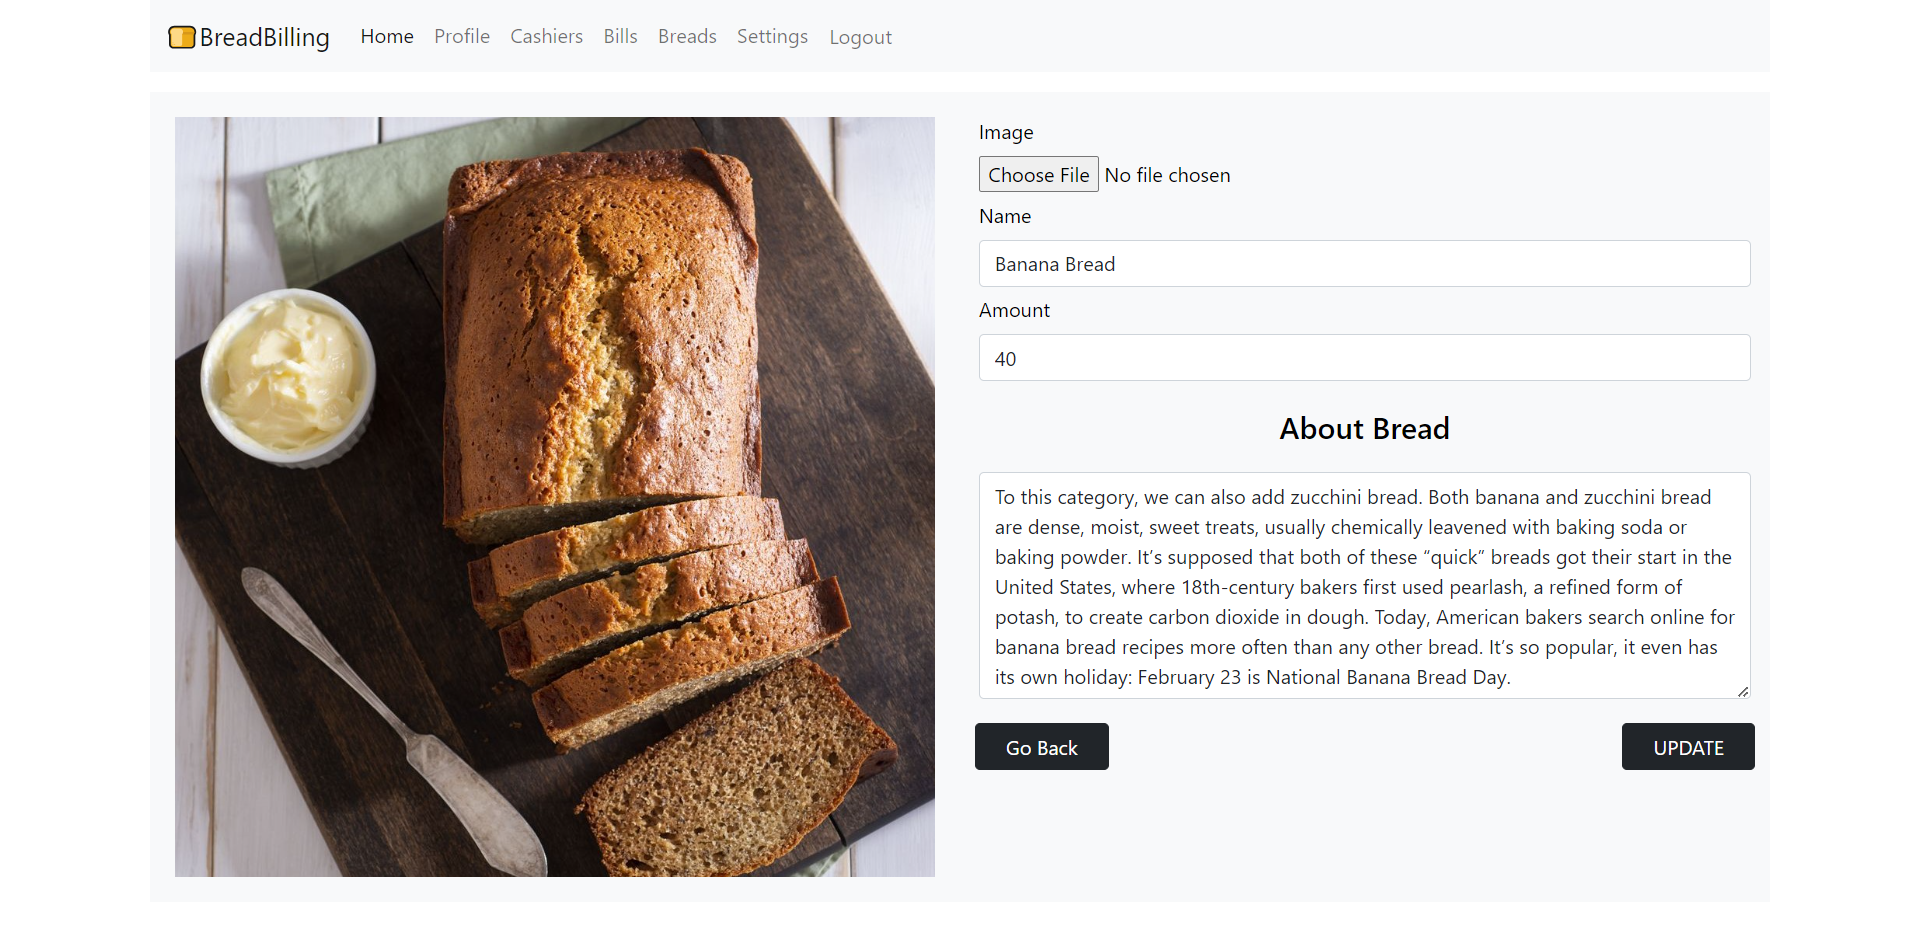 BreadBilling Home Profile Cashiers Bills Breads Settings Logout
Image
Choose File No file chosen
Name
Banana Bread
Amount
40
About Bread
To this category, we can also add zucchini bread. Both banana and zucchini bread
are dense, moist, sweet treats, usually chemically leavened with baking soda or
baking powder. It’s supposed that both of these “quick” breads got their start in the
United States, where 18th-century bakers first used pearlash, a refined form of
potash, to create carbon dioxide in dough. Today, American bakers search online for
banana bread recipes more often than any other bread. It’s so popular, it even has
its own holiday: February 23 is National Banana Bread Day.
Go Back UPDATE